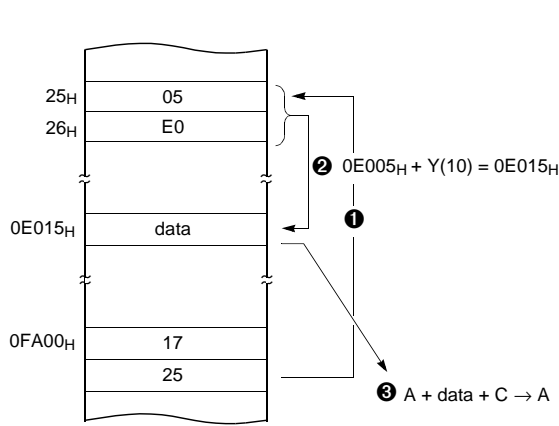 25H 05
26H E0
❷ 0E005H + Y(10) = 0E015H
❶
0E015H data
0FA00H 17
25
❸ A + data + C → A